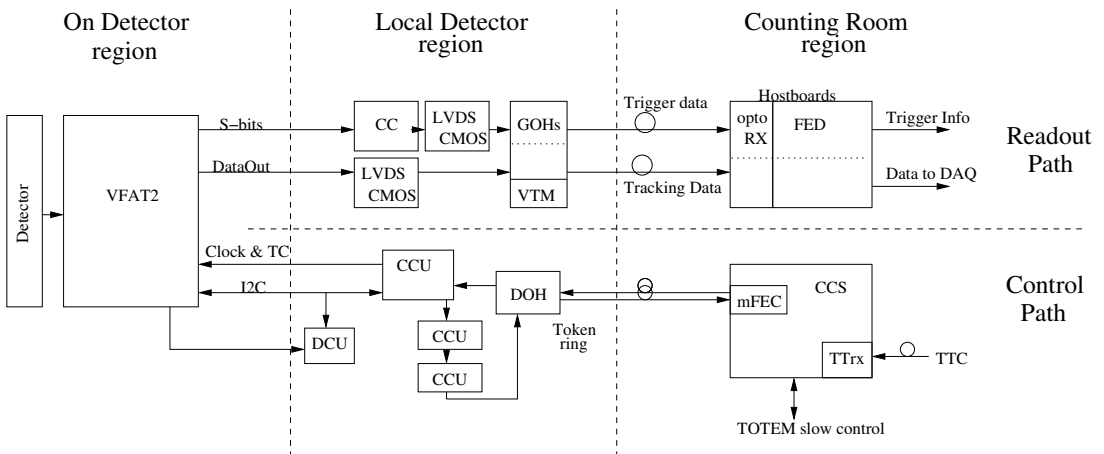 On Detector
region
Local Detector
region
Counting Room
region
Hostboards
Trigger data
S-bits
CC
LVDS
CMOS
GOHs
opto
RX
FED
Trigger Info
Readout
Path
DataOut
LVDS
CMOS
VTM
Tracking Data
Data to DAQ
Detector
VFAT2
Clock & TC
CCU
I2C
DOH
mFEC
CCS
Control
Path
DCU
CCU
CCU
Token
ring
TTrx
TTC
TOTEM slow control